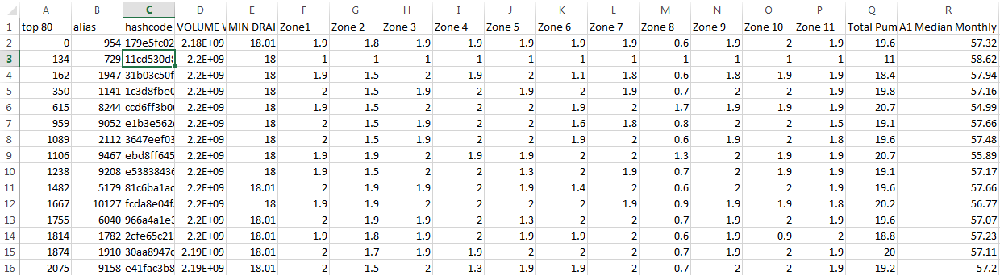 A B C D E F G H I J K L M N O P Q R
1 top 80 alias hashcode VOLUME W MIN DRAI Zone1 Zone 2 Zone 3 Zone 4 Zone 5 Zone 6 Zone 7 Zone 8 Zone 9 Zone 10 Zone 11 Total Pum A1 Median Monthly
2 0 954 179e5fc02 2.18E+09 18.01 1.9 1.8 1.9 1.9 1.9 1.9 1.9 0.6 1.9 2 1.9 19.6 57.32
3 134 729 11cd530d8 2.2E+09 18 1 1 1 1 1 1 1 1 1 1 1 11 58.62
4 162 1947 31b03c50f 2.2E+09 18 1.9 1.5 2 1.9 2 1.1 1.8 0.6 1.8 1.9 1.9 18.4 57.94
5 350 1141 1c3d8fbe0 2.2E+09 18 2 1.5 1.9 2 1.9 2 1.9 0.7 2 2 1.9 19.8 57.16
6 615 8244 ccd6ff3b0 2.2E+09 18 1.9 1.5 2 2 2 1.9 2 1.7 1.9 1.9 1.9 20.7 54.99
7 959 9052 e1b3e562 2.2E+09 18 2 1.5 1.9 2 2 1.6 1.8 0.8 2 2 1.5 19.1 57.66
8 1089 2112 3647eef03 2.2E+09 18 2 1.5 1.9 2 2 1.9 2 0.6 1.9 2 1.8 19.6 57.48
9 1106 9467 ebd8ff645 2.2E+09 18 1.9 1.9 2 1.9 1.9 2 2 1.3 2 1.9 1.9 20.7 55.89
10 1238 9208 e53838436 2.2E+09 18 1.9 1.5 2 2 1.3 2 1.9 0.7 2 1.9 1.9 19.1 57.17
11 1482 5179 81c6ba1ac 2.2E+09 18.01 2 1.9 1.9 2 1.9 1.4 2 0.6 2 2 1.9 19.6 57.66
12 1667 10127 fcda8e04f 2.2E+09 18 1.9 1.9 2 2 2 2 1.9 0.9 1.9 1.9 1.8 20.2 56.77
13 1755 6040 966a4a1e3 2.2E+09 18.01 2 1.9 1.9 2 1.3 2 2 0.7 1.9 2 1.9 19.6 57.07
14 1814 1782 2cfe65c21 2.2E+09 18.01 1.9 1.8 1.9 2 1.9 1.9 2 0.6 1.9 0.9 2 18.8 57.23
15 1874 1910 30aa8947c 2.19E+09 18.01 2 1.7 1.9 1.9 2 2 2 0.7 1.9 2 1.9 20 57.11
16 2075 9158 e41fac3b8 2.19E+09 18.01 2 1.5 2 1.3 1.9 1.9 2 0.7 2 2 1.9 19.2 57.2